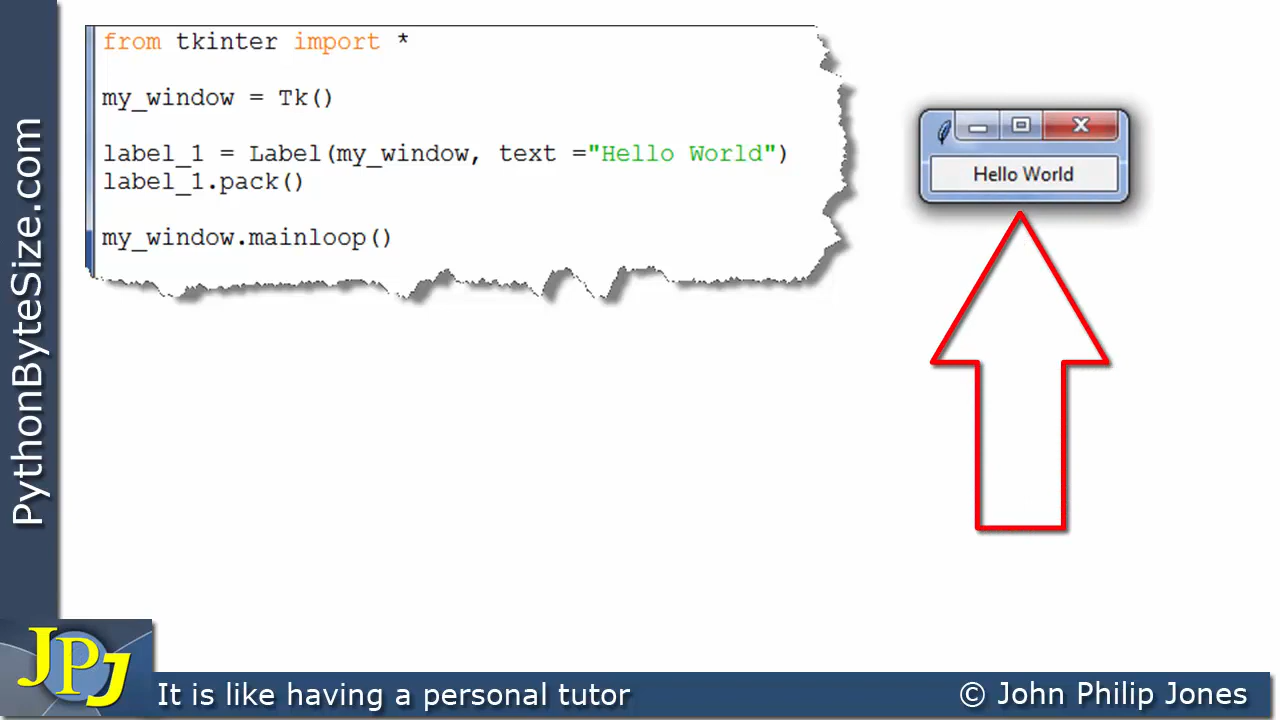 from tkinter import *
my_window = Tk()
label_1 = Label(my_window, text ="Hello World")
label_1.pack()
my_window.mainloop()
Hello World
PythonByteSize.com
JPJ
It is like having a personal tutor
© John Philip Jones